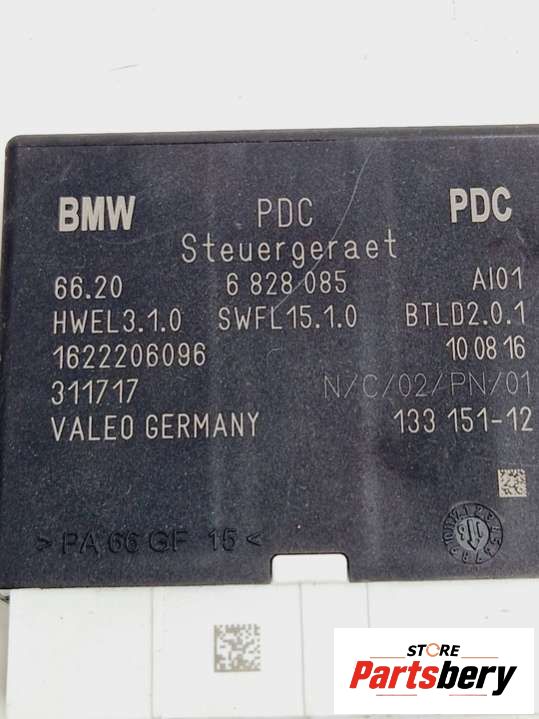 BMW PDC PDC
Steuergeraet
66.20 6 828 085 AI01
HWEL3.1.0 SWFL15.1.0 BTLD2.0.1
1622206096 10 08 16
311717 N/C/02/PN/01
VALEO GERMANY 133 151-12
> PA 66 GF 15 <
STORE
Partsbery